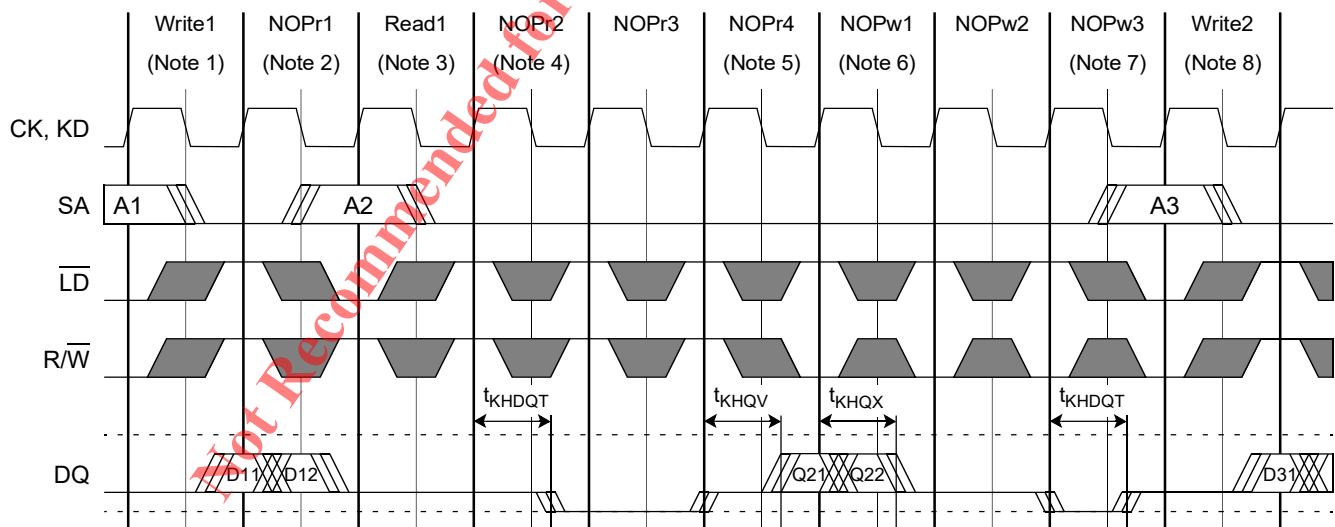 Write1 NOPr1 Read1 NOPr2 NOPr3 NOPr4 NOPw1 NOPw2 NOPw3 Write2
(Note 1) (Note 2) (Note 3) (Note 4) (Note 5) (Note 6) (Note 7) (Note 8)
CK, KD
SA A1 A2 A3
LD
R/W
tKHDQT tKHQV tKHQX tKHDQT
DQ D11 D12 Q21 Q22 D31
Not Recommended for